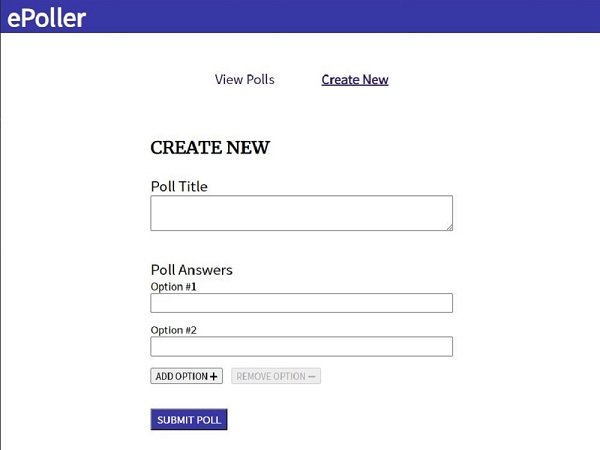 ePoller
View Polls Create New
CREATE NEW
Poll Title
Poll Answers
Option #1
Option #2
ADD OPTION + REMOVE OPTION −
SUBMIT POLL